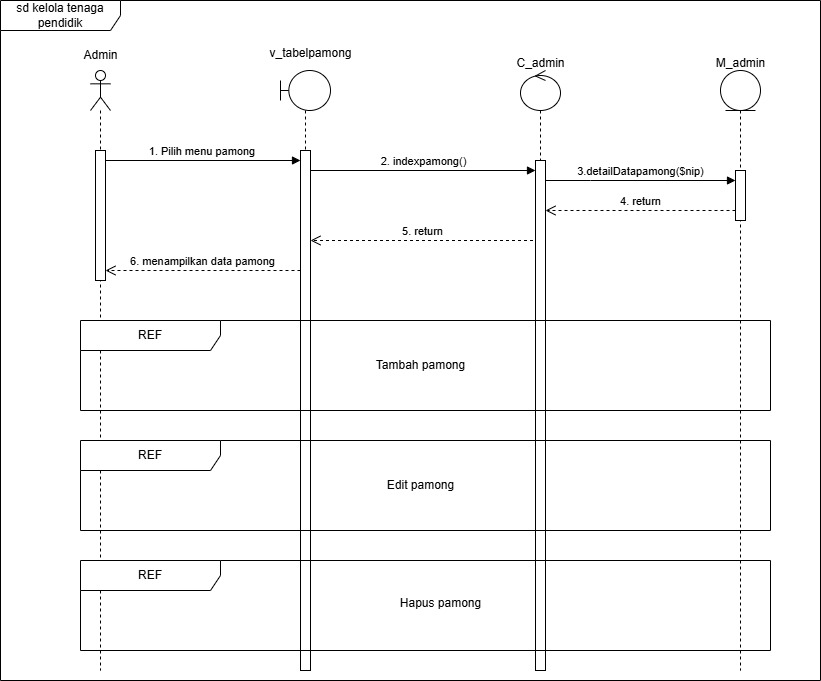 sd kelola tenaga
pendidik
Admin
v_tabelpamong
C_admin
M_admin
1. Pilih menu pamong
2. indexpamong()
3.detailDatapamong($nip)
4. return
5. return
6. menampilkan data pamong
REF
Tambah pamong
REF
Edit pamong
REF
Hapus pamong